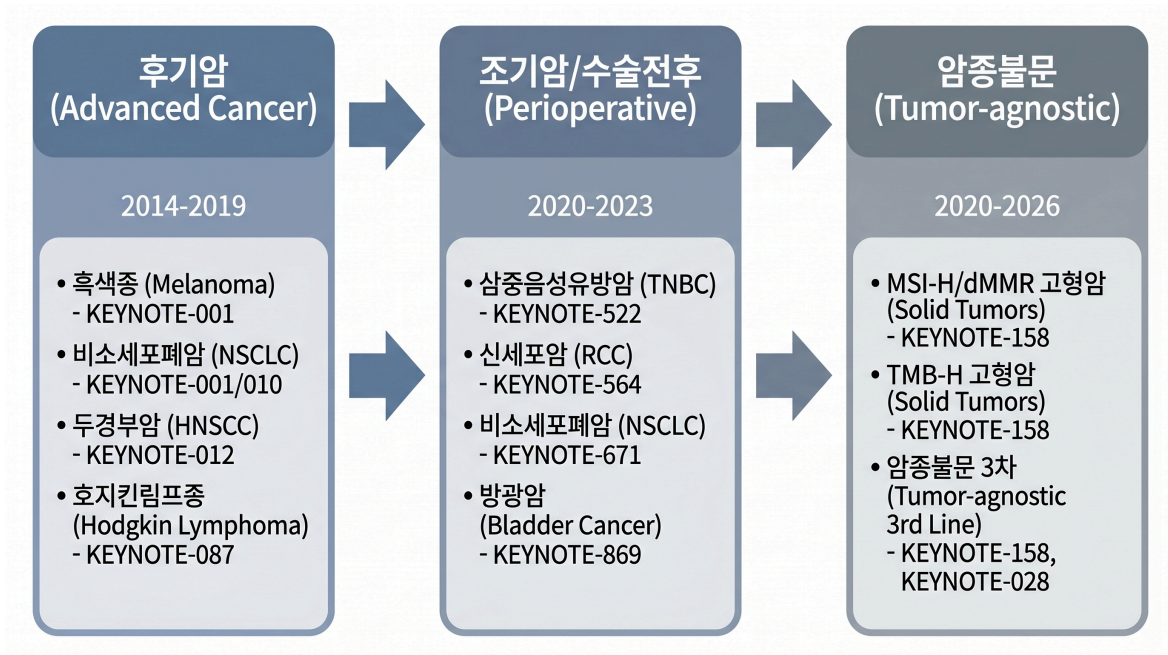 후기암
(Advanced Cancer)
2014-2019
• 흑색종 (Melanoma)
- KEYNOTE-001
• 비소세포폐암 (NSCLC)
- KEYNOTE-001/010
• 두경부암 (HNSCC)
- KEYNOTE-012
• 호지킨림프종
(Hodgkin Lymphoma)
- KEYNOTE-087
조기암/수술전후
(Perioperative)
2020-2023
• 삼중음성유방암 (TNBC)
- KEYNOTE-522
• 신세포암 (RCC)
- KEYNOTE-564
• 비소세포폐암 (NSCLC)
- KEYNOTE-671
• 방광암
(Bladder Cancer)
- KEYNOTE-869
암종불문
(Tumor-agnostic)
2020-2026
• MSI-H/dMMR 고형암
(Solid Tumors)
- KEYNOTE-158
• TMB-H 고형암
(Solid Tumors)
- KEYNOTE-158
• 암종불문 3차
(Tumor-agnostic
3rd Line)
- KEYNOTE-158,
KEYNOTE-028